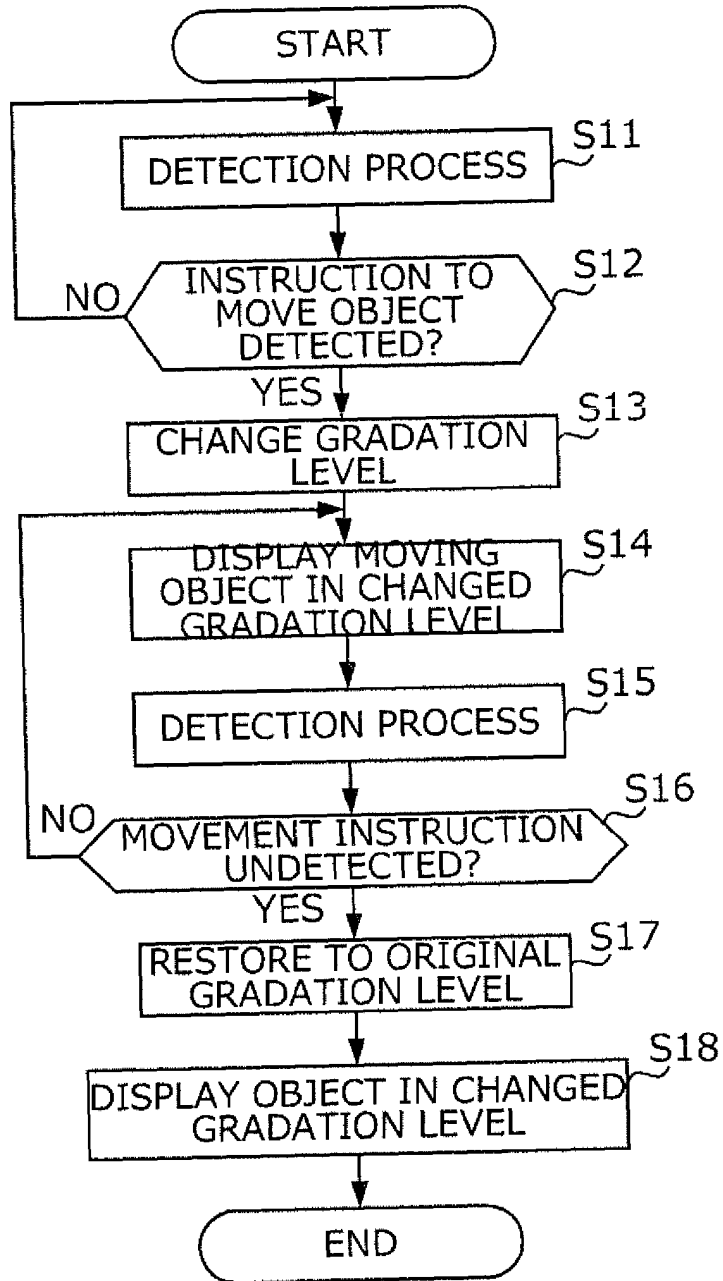 START
DETECTION PROCESS
S11
INSTRUCTION TO
MOVE OBJECT
DETECTED?
S12
NO
YES
CHANGE GRADATION
LEVEL
S13
DISPLAY MOVING
OBJECT IN CHANGED
GRADATION LEVEL
S14
DETECTION PROCESS
S15
MOVEMENT INSTRUCTION
UNDETECTED?
S16
NO
YES
RESTORE TO ORIGINAL
GRADATION LEVEL
S17
DISPLAY OBJECT IN CHANGED
GRADATION LEVEL
S18
END